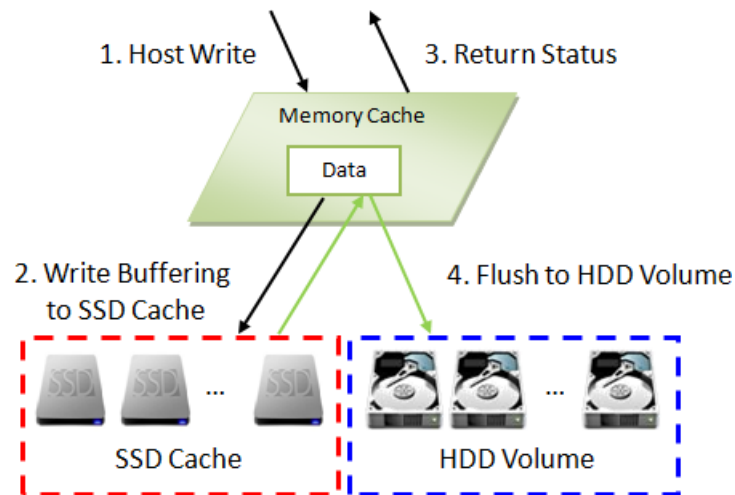 1. Host Write
3. Return Status
Memory Cache
Data
2. Write Buffering
to SSD Cache
4. Flush to HDD Volume
SSD
SSD
...
SSD
...
SSD Cache
HDD Volume